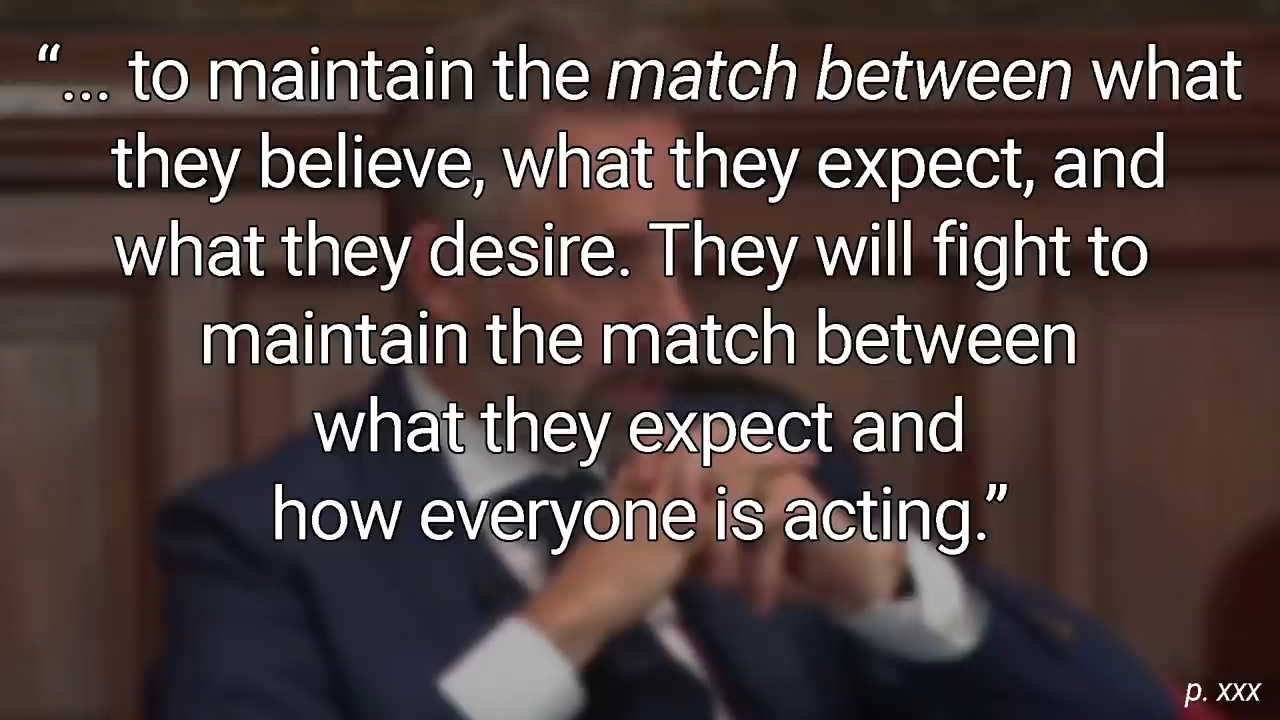 “... to maintain the match between what
they believe, what they expect, and
what they desire. They will fight to
maintain the match between
what they expect and
how everyone is acting.”
p. xxx